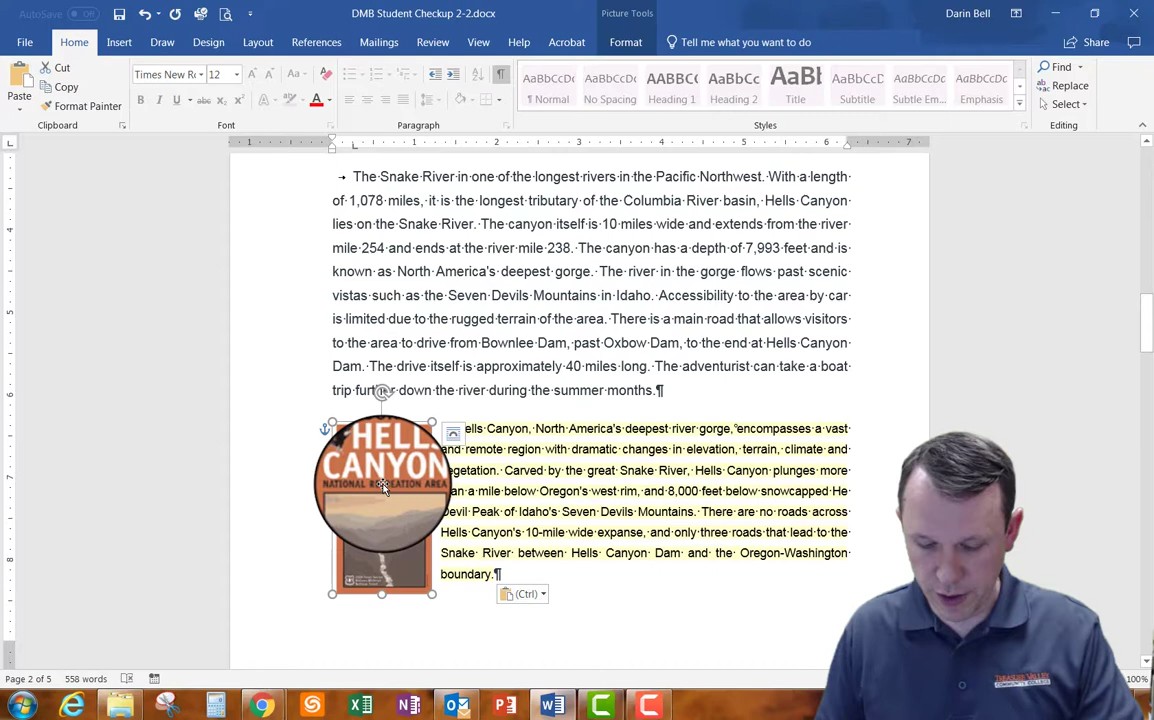 AutoSave Off
DMB Student Checkup 2-2.docx
Picture Tools
Darin Bell
File Home Insert Draw Design Layout References Mailings Review View Help Acrobat Format Tell me what you want to do Share
Paste
Cut
Copy
Format Painter
Clipboard
Times New Ro 12
Font
Paragraph
AaBbCcDc AaBbCcDc AABBCC AaBbCcD AaBb AaBbCcD AaBbCcDc AaBbCcDc
¶ Normal No Spacing Heading 1 Heading 2 Title Subtitle Subtle Em... Emphasis
Styles
Find
Replace
Select
Editing
The Snake River in one of the longest rivers in the Pacific Northwest. With a length
of 1,078 miles, it is the longest tributary of the Columbia River basin, Hells Canyon
lies on the Snake River. The canyon itself is 10 miles wide and extends from the river
mile 254 and ends at the river mile 238. The canyon has a depth of 7,993 feet and is
known as North America's deepest gorge. The river in the gorge flows past scenic
vistas such as the Seven Devils Mountains in Idaho. Accessibility to the area by car
is limited due to the rugged terrain of the area. There is a main road that allows visitors
to the area to drive from Bownlee Dam, past Oxbow Dam, to the end at Hells Canyon
Dam. The drive itself is approximately 40 miles long. The adventurist can take a boat
trip further down the river during the summer months.¶
HELLS
CANYON
NATIONAL RECREATION AREA
ells Canyon, North America's deepest river gorge, encompasses a vast
and remote region with dramatic changes in elevation, terrain, climate and
egetation. Carved by the great Snake River, Hells Canyon plunges more
an a mile below Oregon's west rim, and 8,000 feet below snowcapped He
Devil Peak of Idaho's Seven Devils Mountains. There are no roads across
Hells Canyon's 10-mile wide expanse, and only three roads that lead to the
Snake River between Hells Canyon Dam and the Oregon-Washington
boundary.¶
(Ctrl)
TREASURE VALLEY
COMMUNITY COLLEGE
Page 2 of 5 558 words
100%